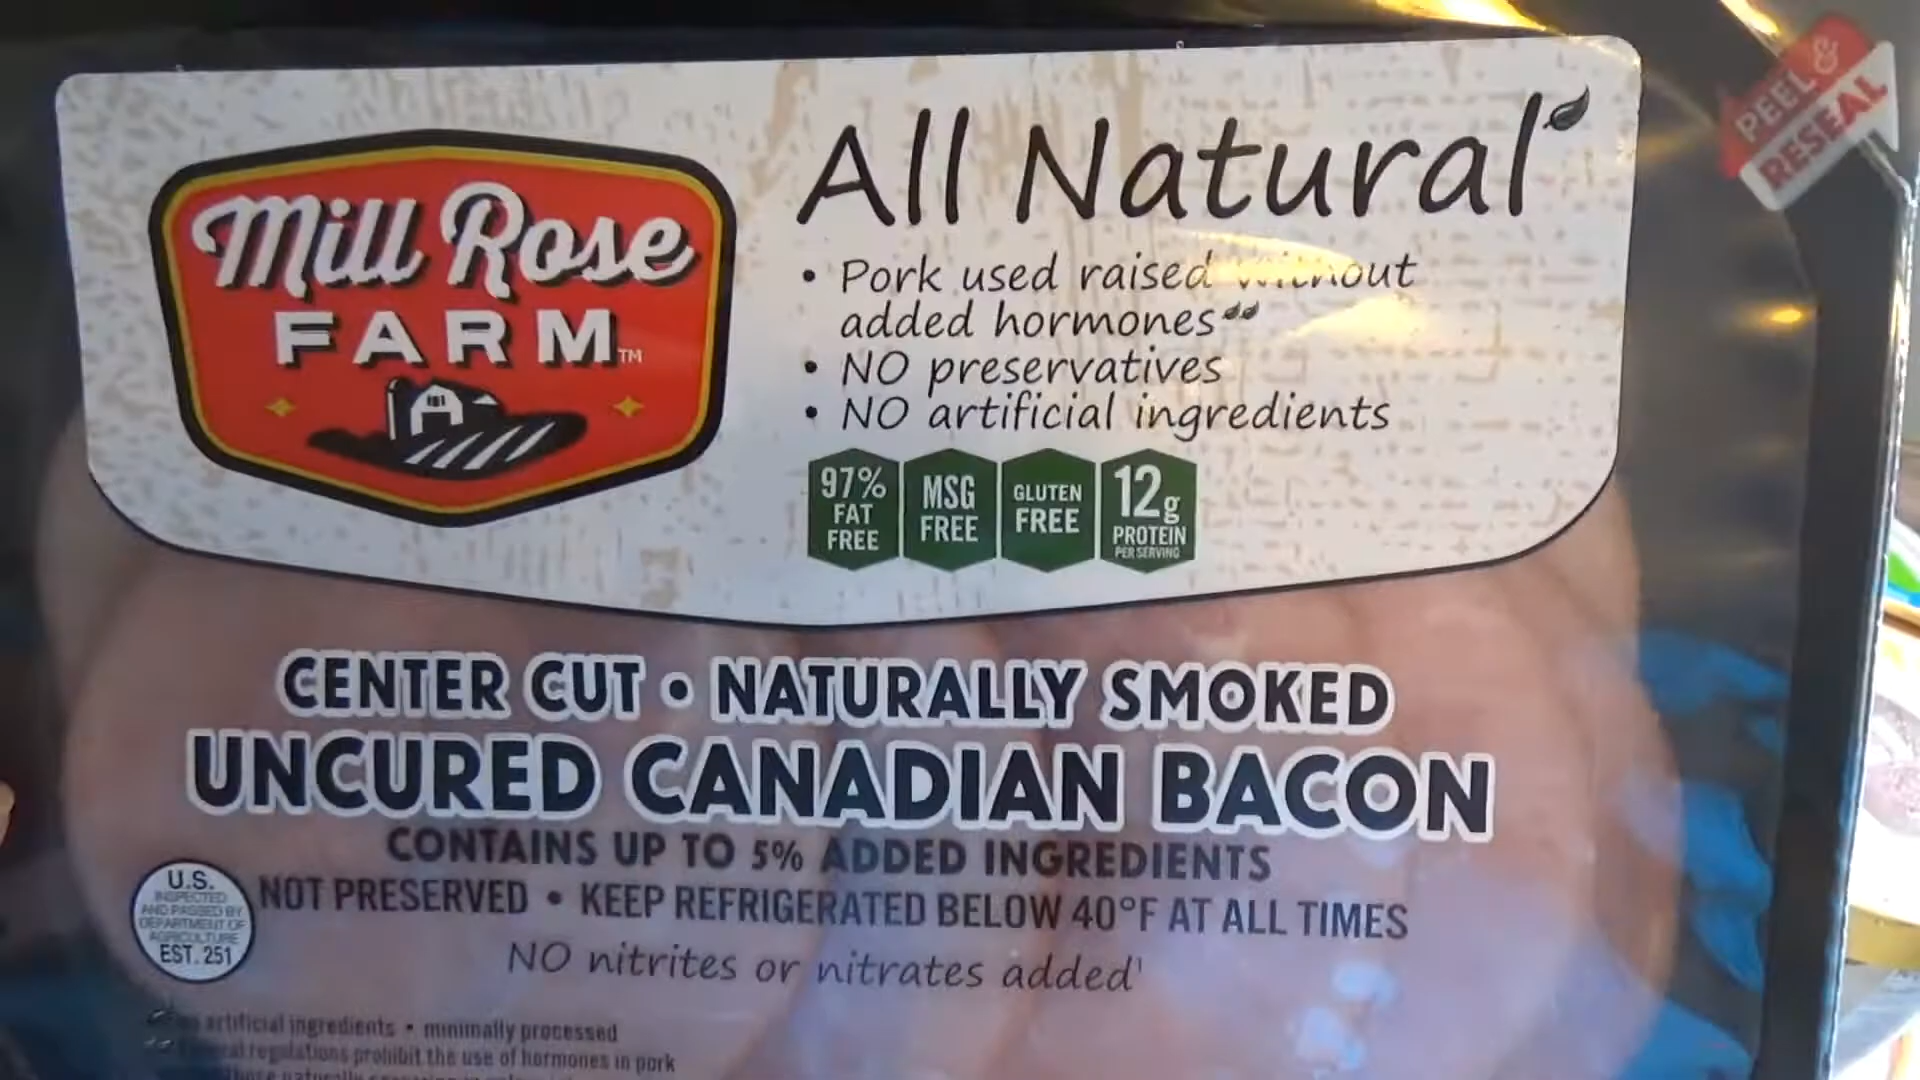 PEEL &
RESEAL
Mill Rose
FARM™
All Natural
• Pork used raised without
added hormones
• NO preservatives
• NO artificial ingredients
97%
FAT
FREE
MSG
FREE
GLUTEN
FREE
12g
PROTEIN
PER SERVING
CENTER CUT • NATURALLY SMOKED
UNCURED CANADIAN BACON
CONTAINS UP TO 5% ADDED INGREDIENTS
NOT PRESERVED • KEEP REFRIGERATED BELOW 40°F AT ALL TIMES
NO nitrites or nitrates added¹
U.S.
INSPECTED
AND PASSED BY
DEPARTMENT OF
AGRICULTURE
EST. 251
artificial ingredients • minimally processed
regulations prohibit the use of hormones in pork